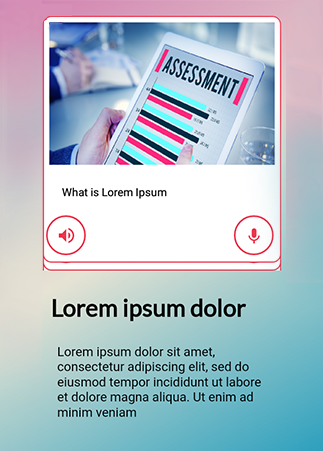 ASSESSMENT
What is Lorem Ipsum
Lorem ipsum dolor
Lorem ipsum dolor sit amet,
consectetur adipiscing elit, sed do
eiusmod tempor incididunt ut labore
et dolore magna aliqua. Ut enim ad
minim veniam